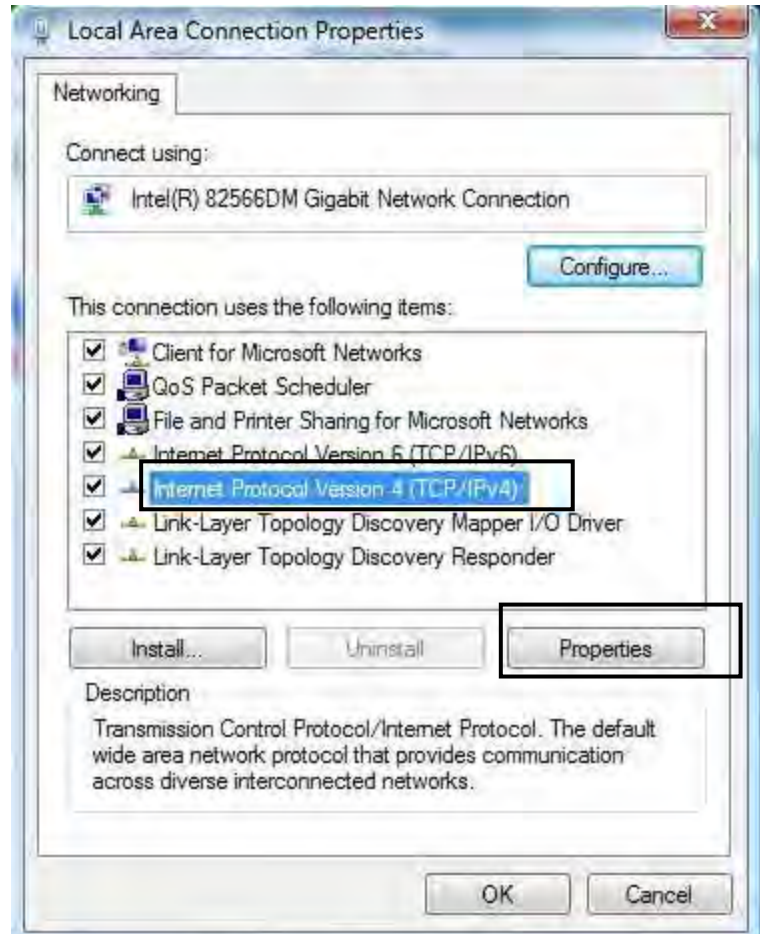 Local Area Connection Properties
Networking
Connect using:
Intel(R) 82566DM Gigabit Network Connection
Configure...
This connection uses the following items:
Client for Microsoft Networks
QoS Packet Scheduler
File and Printer Sharing for Microsoft Networks
Internet Protocol Version 6 (TCP/IPv6)
Internet Protocol Version 4 (TCP/IPv4)
Link-Layer Topology Discovery Mapper I/O Driver
Link-Layer Topology Discovery Responder
Install... Uninstall Properties
Description
Transmission Control Protocol/Internet Protocol. The default
wide area network protocol that provides communication
across diverse interconnected networks.
OK Cancel